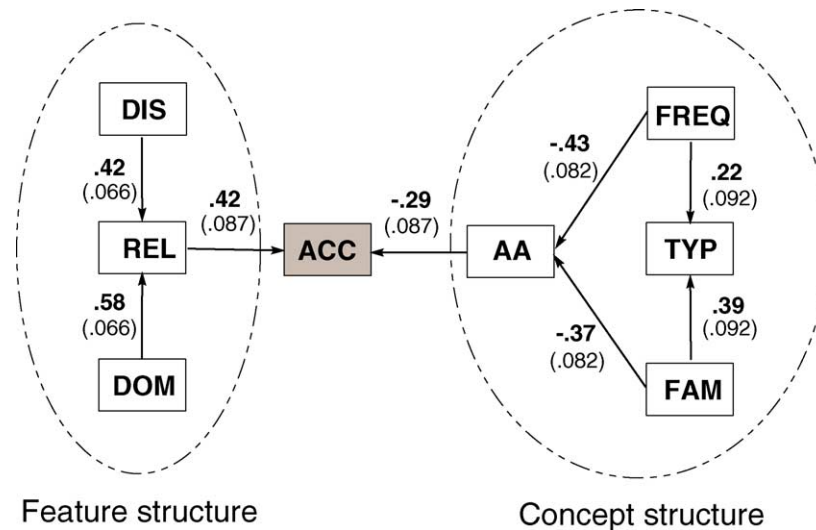 DIS
FREQ
.42
(.066)
-.43
(.082)
.22
(.092)
.42
(.087)
-.29
(.087)
REL
ACC
AA
TYP
.58
(.066)
-.37
(.082)
.39
(.092)
DOM
FAM
Feature structure
Concept structure